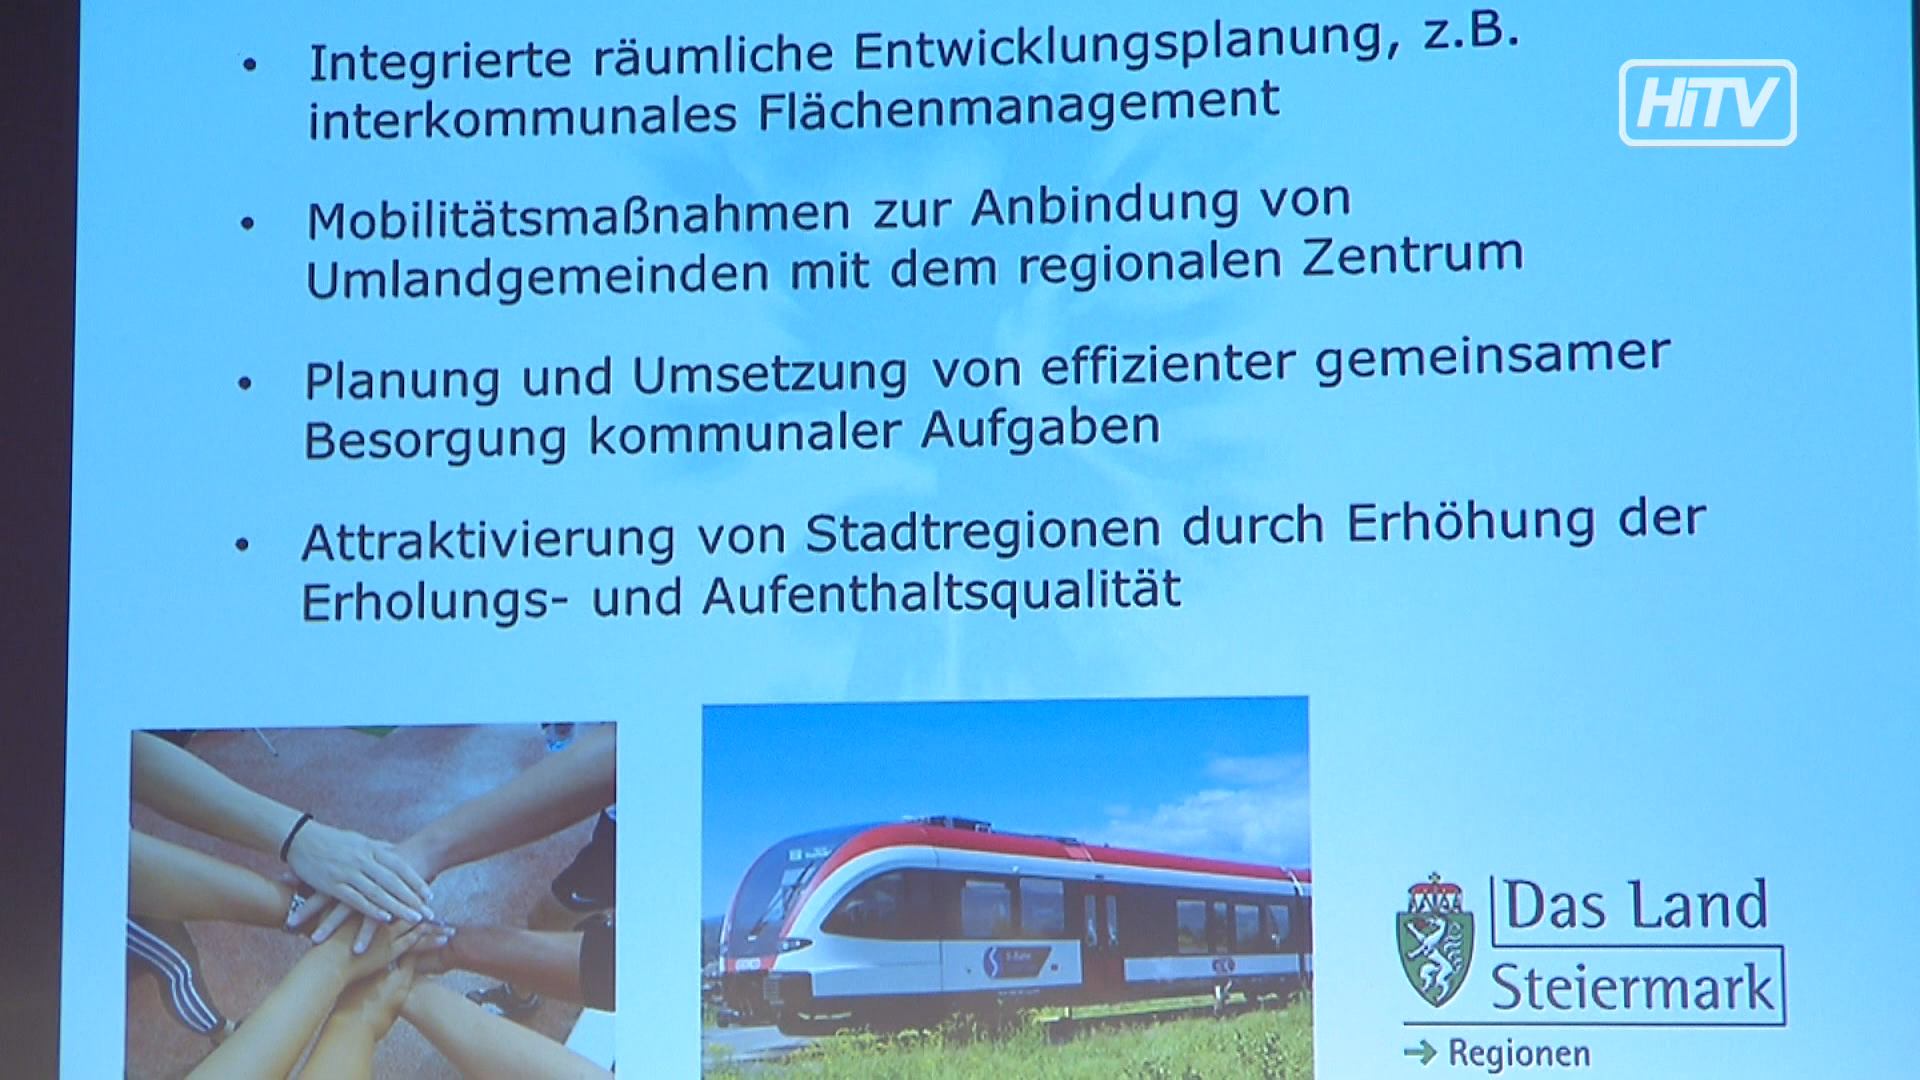 • Integrierte räumliche Entwicklungsplanung, z.B.
interkommunales Flächenmanagement
HiTV
• Mobilitätsmaßnahmen zur Anbindung von
Umlandgemeinden mit dem regionalen Zentrum
• Planung und Umsetzung von effizienter gemeinsamer
Besorgung kommunaler Aufgaben
• Attraktivierung von Stadtregionen durch Erhöhung der
Erholungs- und Aufenthaltsqualität
S-Bahn
Das Land
Steiermark
→ Regionen